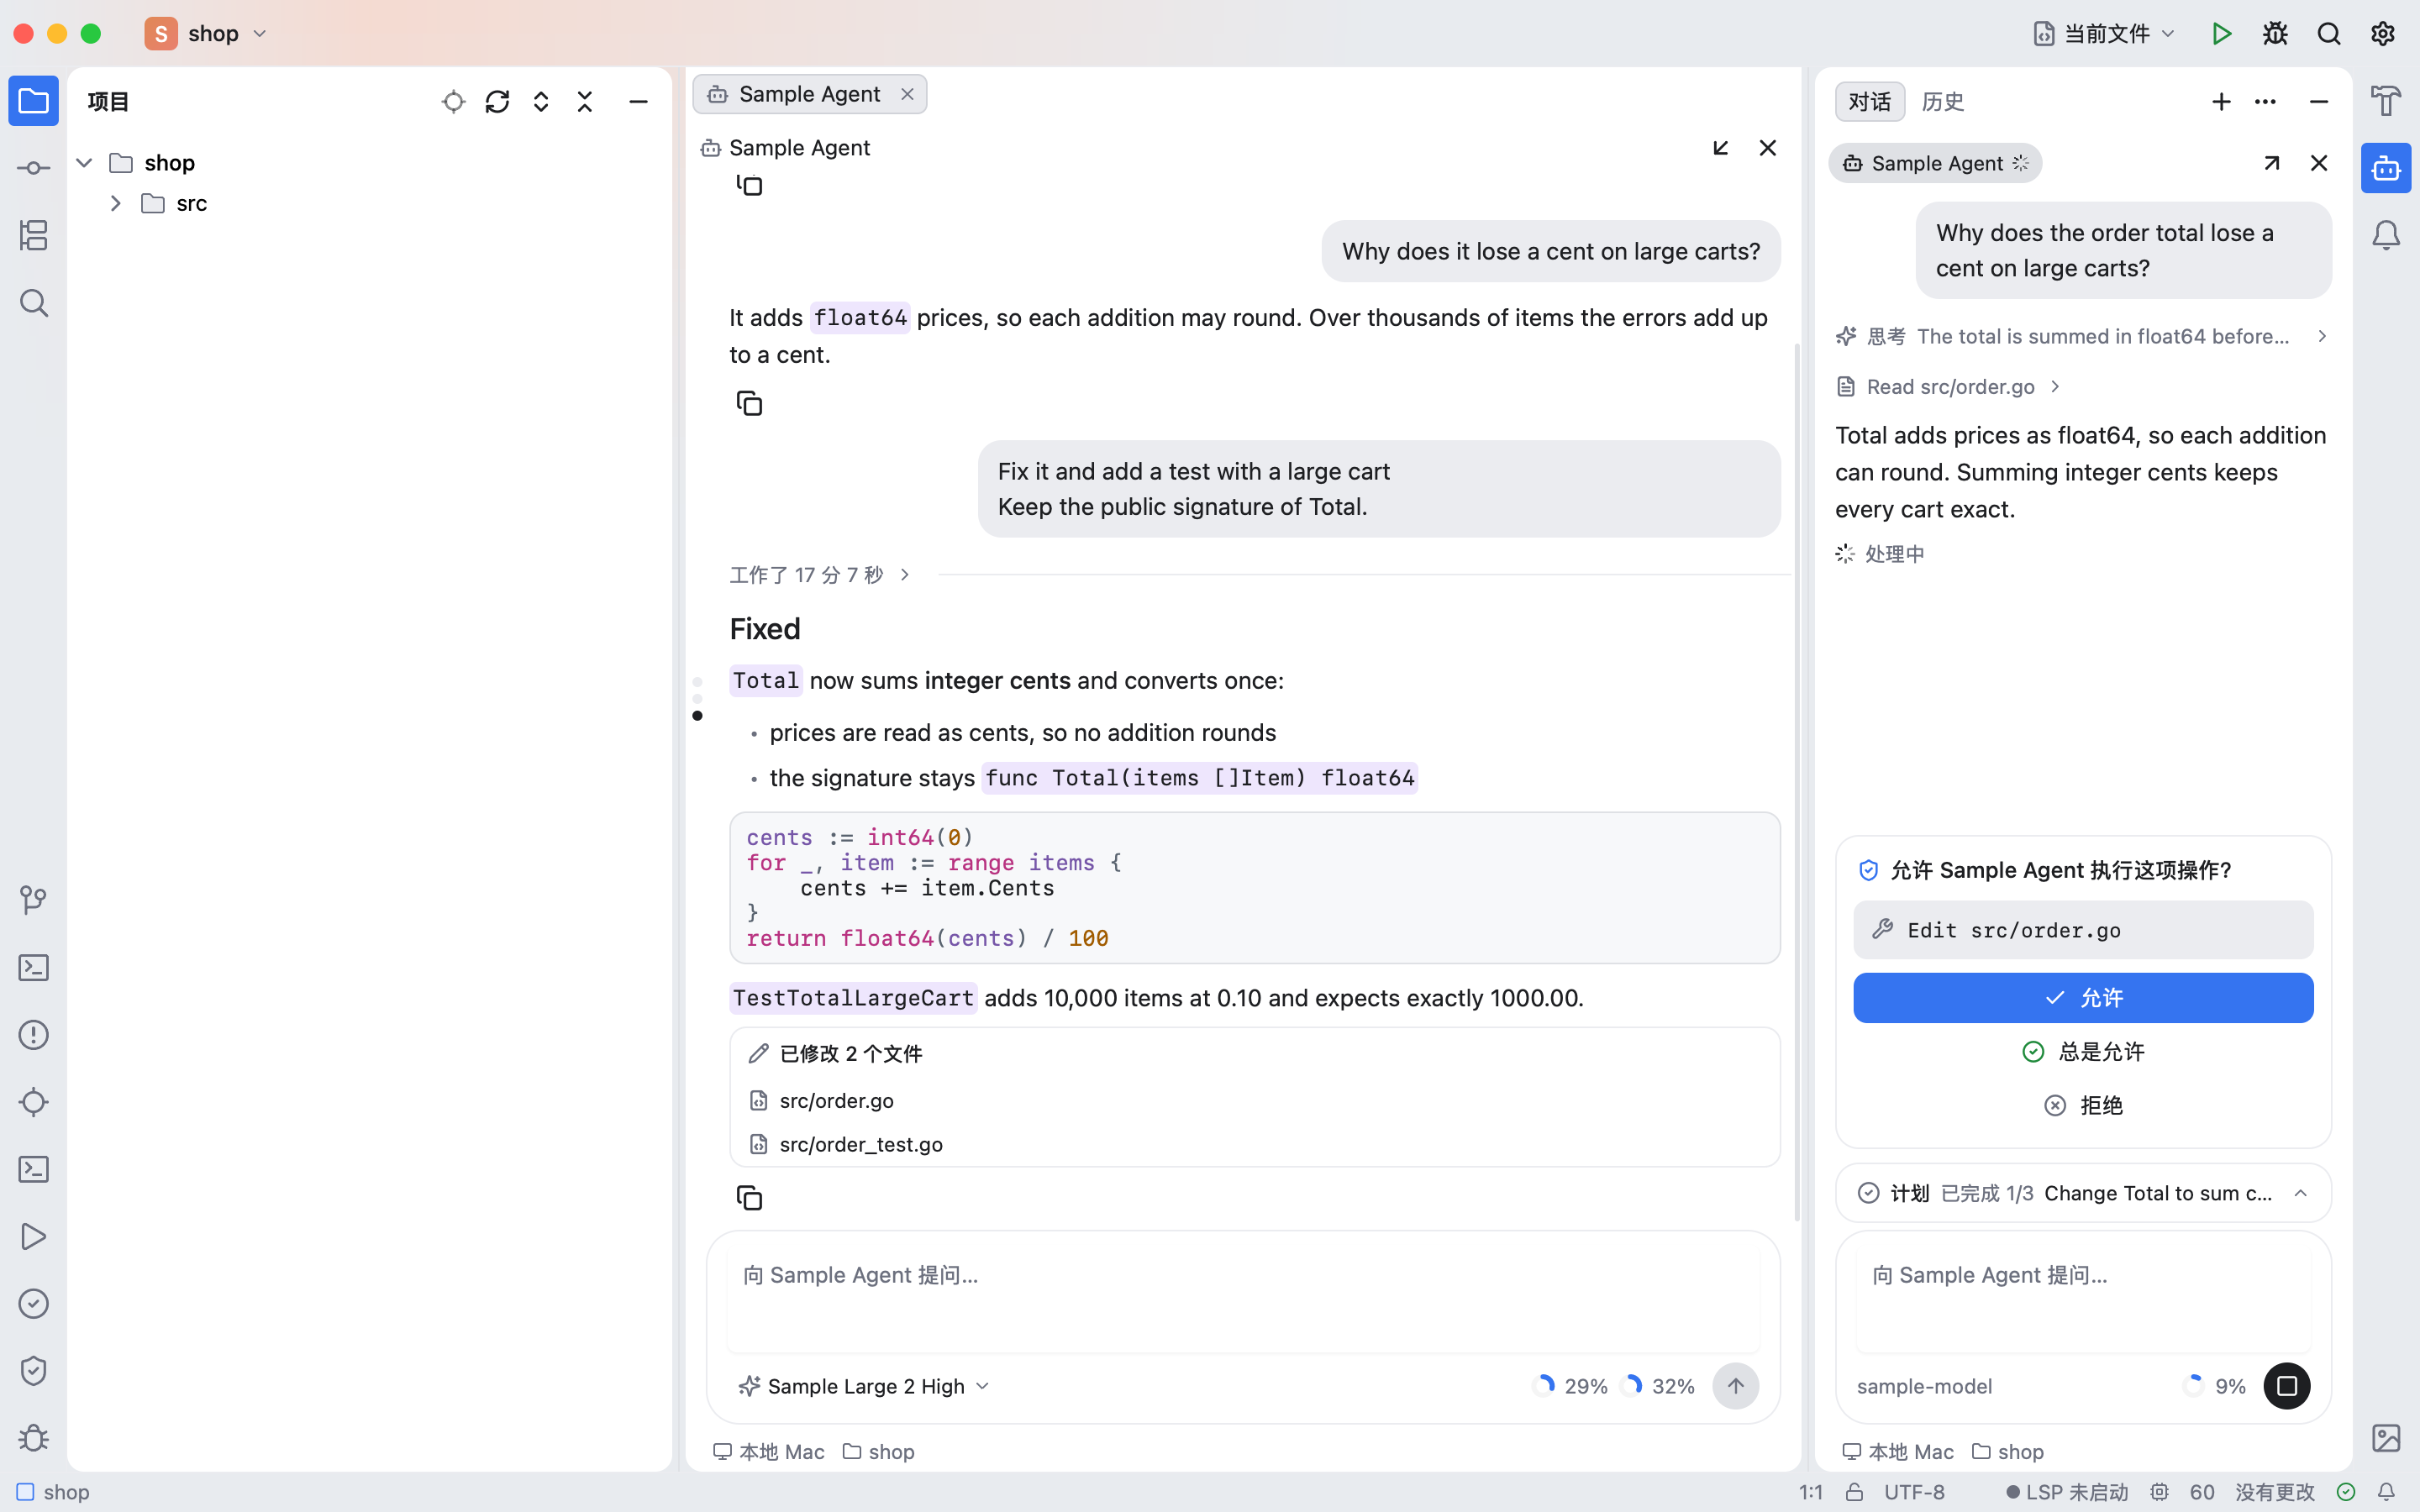 S shop
当前文件
项目
shop
src
Sample Agent
Sample Agent
Why does it lose a cent on large carts?
It adds float64 prices, so each addition may round. Over thousands of items the errors add up
to a cent.
Fix it and add a test with a large cart
Keep the public signature of Total.
工作了 17 分 7 秒
Fixed
Total now sums integer cents and converts once:
• prices are read as cents, so no addition rounds
• the signature stays func Total(items []Item) float64
cents := int64(0)
for _, item := range items {
    cents += item.Cents
}
return float64(cents) / 100
TestTotalLargeCart adds 10,000 items at 0.10 and expects exactly 1000.00.
已修改 2 个文件
src/order.go
src/order_test.go
向 Sample Agent 提问...
Sample Large 2 High
29% 32%
本地 Mac shop
对话 历史
Sample Agent
Why does the order total lose a
cent on large carts?
思考 The total is summed in float64 before...
Read src/order.go
Total adds prices as float64, so each addition
can round. Summing integer cents keeps
every cart exact.
处理中
允许 Sample Agent 执行这项操作?
Edit src/order.go
允许
总是允许
拒绝
计划 已完成 1/3 Change Total to sum c...
向 Sample Agent 提问...
sample-model 9%
本地 Mac shop
shop
1:1 UTF-8 LSP 未启动 60 没有更改